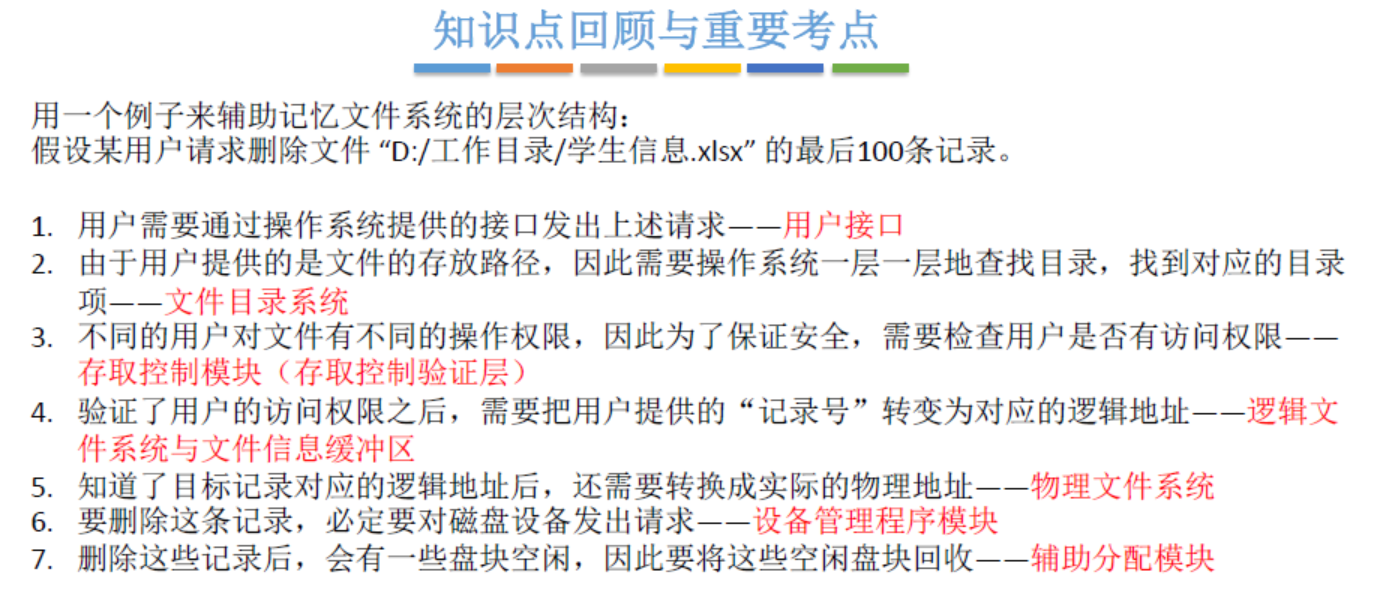 知识点回顾与重要考点
用一个例子来辅助记忆文件系统的层次结构：
假设某用户请求删除文件 “D:/工作目录/学生信息.xlsx” 的最后100条记录。
1. 用户需要通过操作系统提供的接口发出上述请求——用户接口
2. 由于用户提供的是文件的存放路径，因此需要操作系统一层一层地查找目录，找到对应的目录
项——文件目录系统
3. 不同的用户对文件有不同的操作权限，因此为了保证安全，需要检查用户是否有访问权限——
存取控制模块（存取控制验证层）
4. 验证了用户的访问权限之后，需要把用户提供的“记录号”转变为对应的逻辑地址——逻辑文
件系统与文件信息缓冲区
5. 知道了目标记录对应的逻辑地址后，还需要转换成实际的物理地址——物理文件系统
6. 要删除这条记录，必定要对磁盘设备发出请求——设备管理程序模块
7. 删除这些记录后，会有一些盘块空闲，因此要将这些空闲盘块回收——辅助分配模块